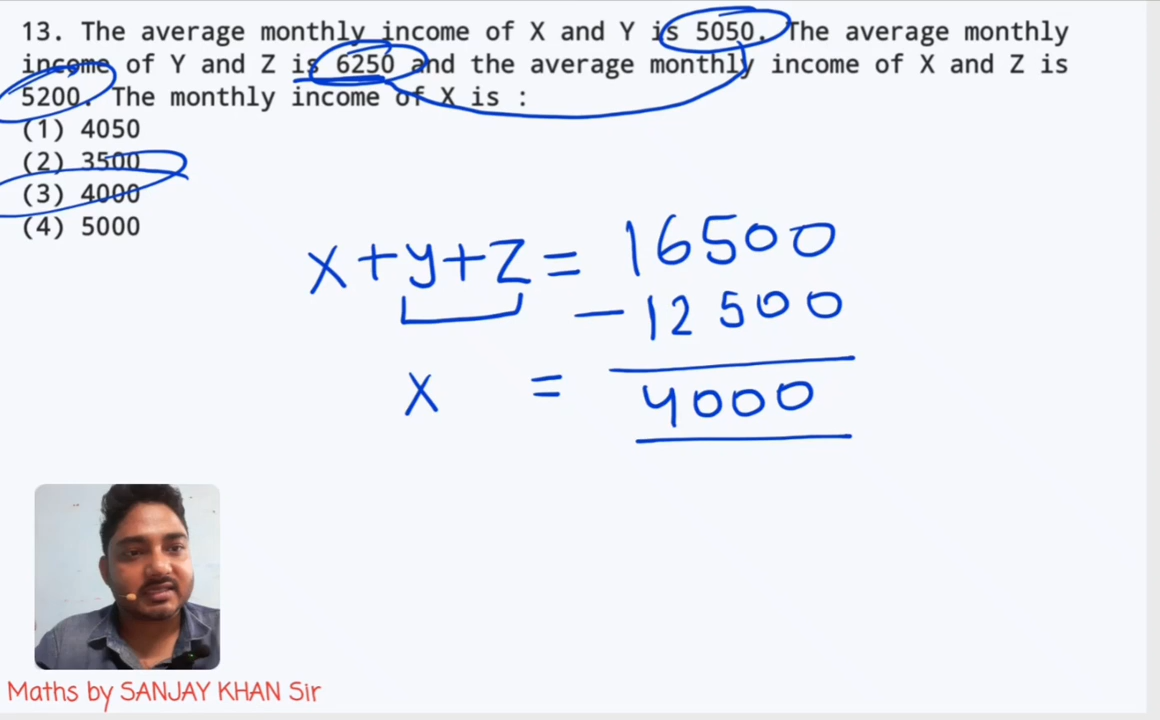 13. The average monthly income of X and Y is 5050. The average monthly
income of Y and Z is 6250 and the average monthly income of X and Z is
5200. The monthly income of X is :
(1) 4050
(2) 3500
(3) 4000
(4) 5000
x+y+z= 16500
- 12500
x = 4000
Maths by SANJAY KHAN Sir